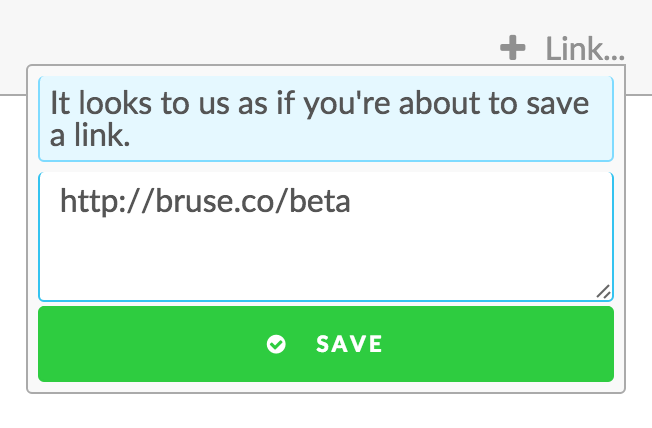 Link...
It looks to us as if you're about to save
a link.
http://bruse.co/beta
SAVE